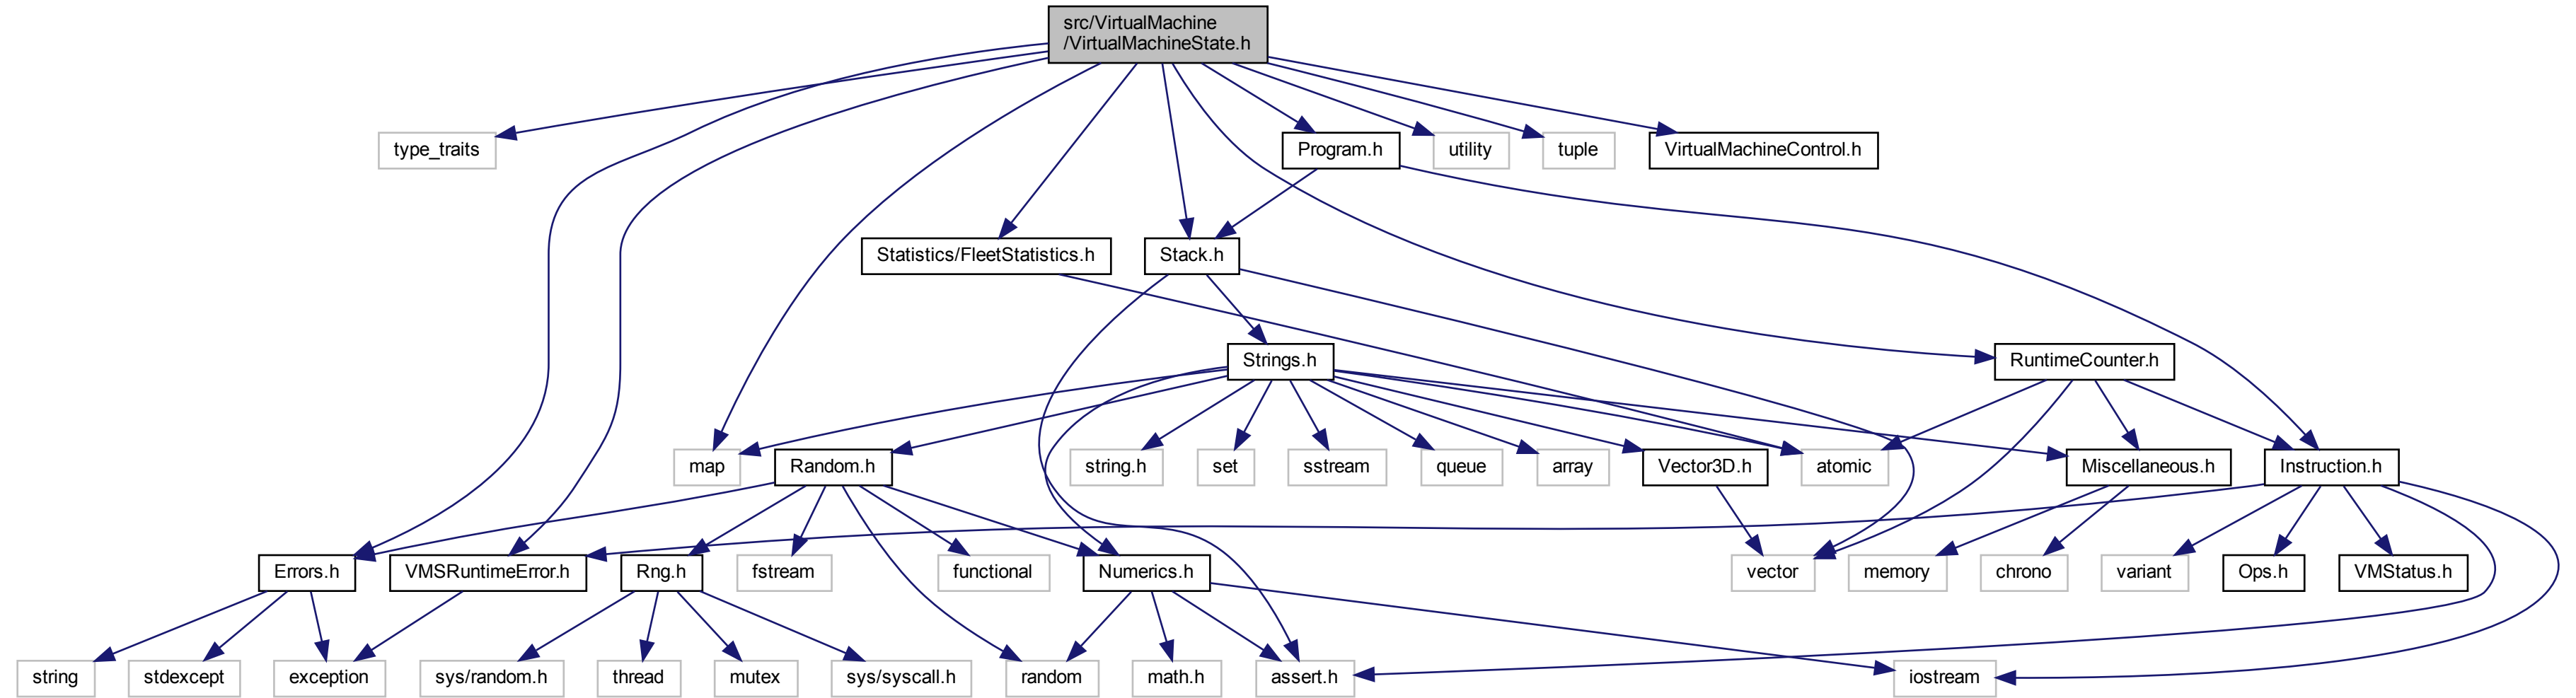 src/VirtualMachine
/VirtualMachineState.h
type_traits
Program.h
utility
tuple
VirtualMachineControl.h
Statistics/FleetStatistics.h
Stack.h
Strings.h
RuntimeCounter.h
map
Random.h
string.h
set
sstream
queue
array
Vector3D.h
atomic
Miscellaneous.h
Instruction.h
Errors.h
VMSRuntimeError.h
Rng.h
fstream
functional
Numerics.h
vector
memory
chrono
variant
Ops.h
VMStatus.h
string
stdexcept
exception
sys/random.h
thread
mutex
sys/syscall.h
random
math.h
assert.h
iostream